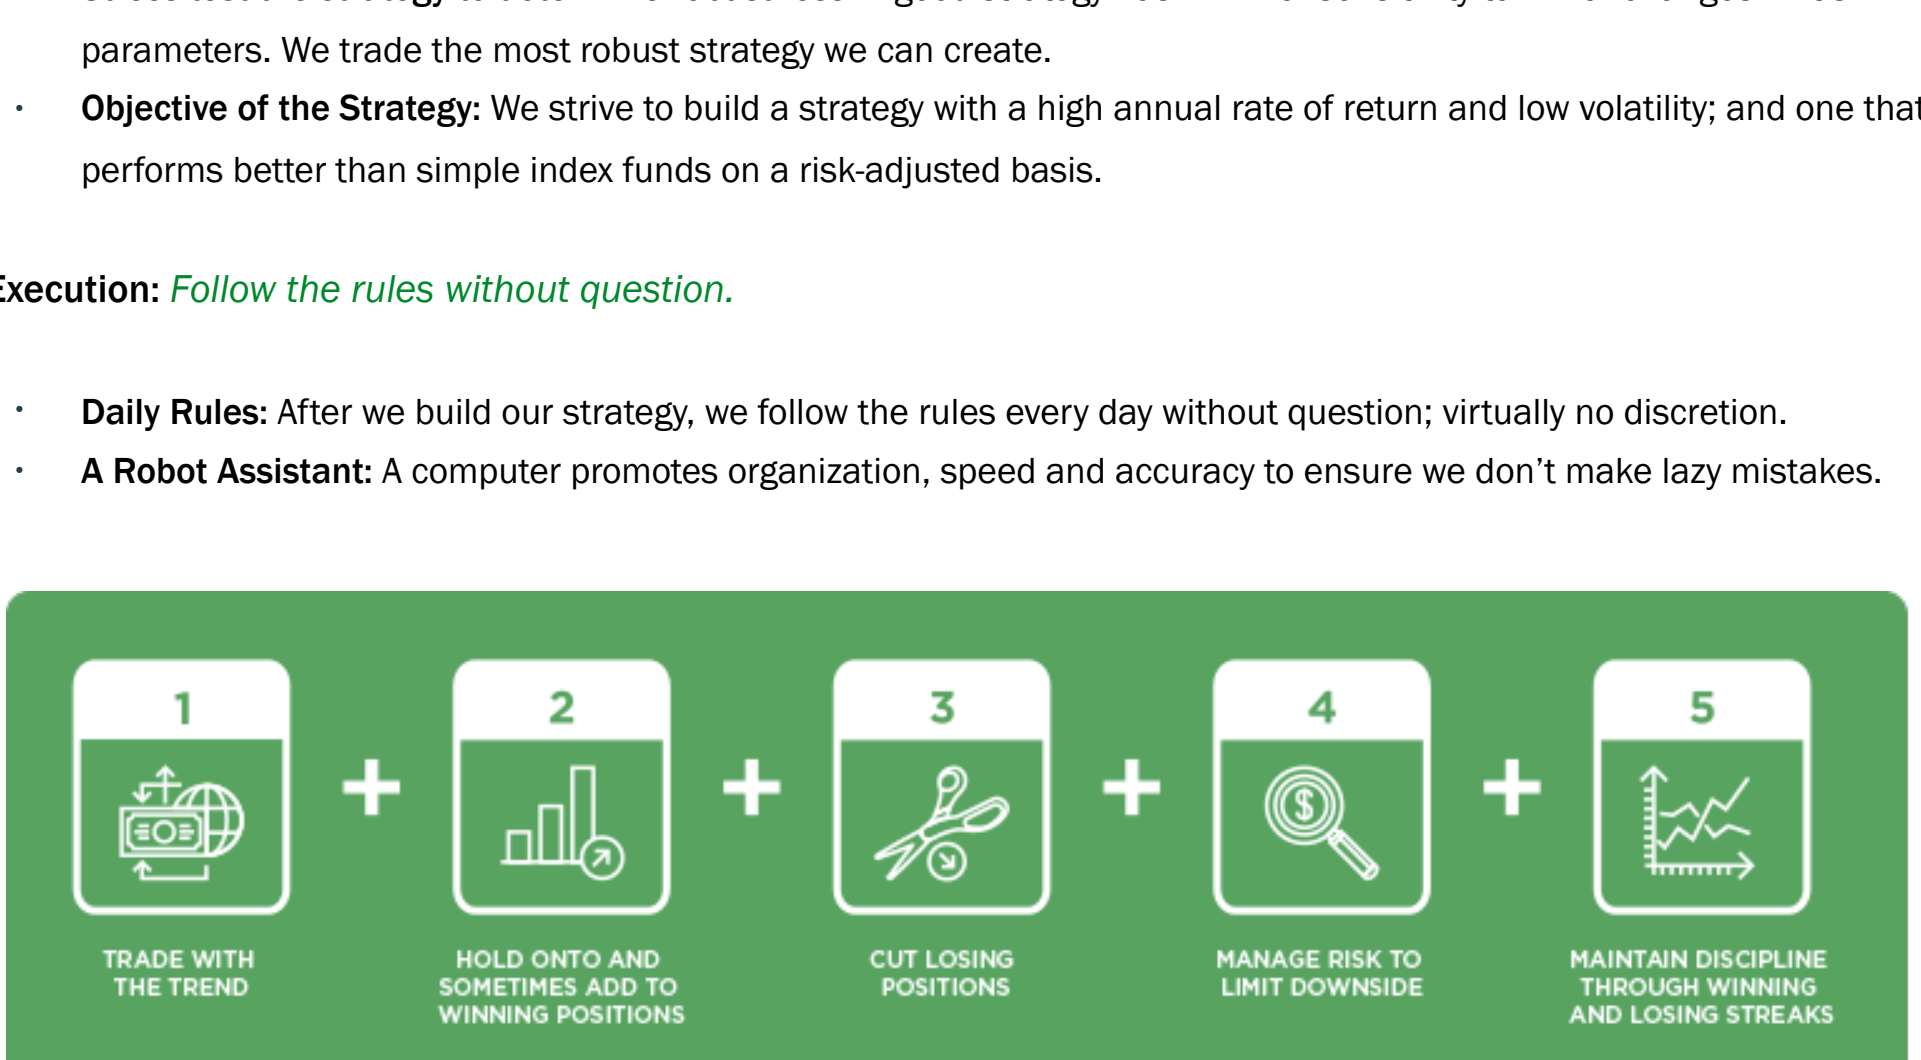 parameters. We trade the most robust strategy we can create.
· Objective of the Strategy: We strive to build a strategy with a high annual rate of return and low volatility; and one that
performs better than simple index funds on a risk-adjusted basis.
Execution: Follow the rules without question.
· Daily Rules: After we build our strategy, we follow the rules every day without question; virtually no discretion.
· A Robot Assistant: A computer promotes organization, speed and accuracy to ensure we don’t make lazy mistakes.
1 + 2 + 3 + 4 + 5
TRADE WITH
THE TREND
HOLD ONTO AND
SOMETIMES ADD TO
WINNING POSITIONS
CUT LOSING
POSITIONS
MANAGE RISK TO
LIMIT DOWNSIDE
MAINTAIN DISCIPLINE
THROUGH WINNING
AND LOSING STREAKS